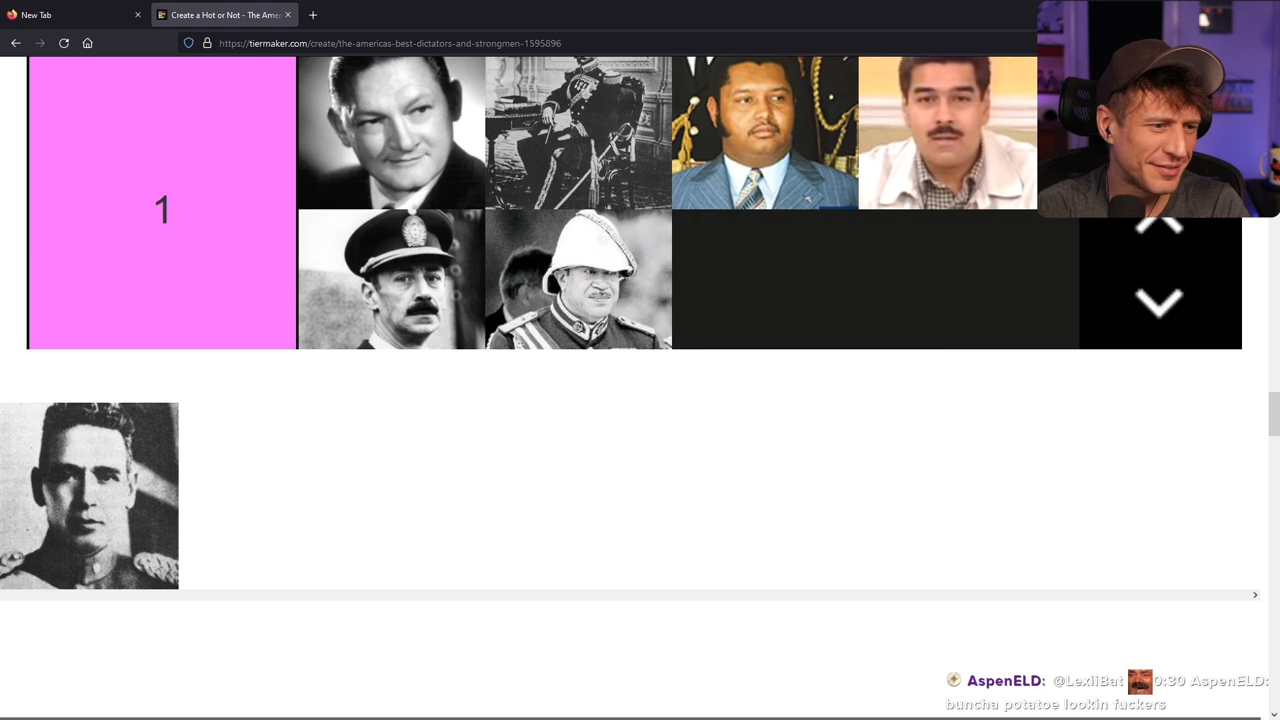 New Tab
Create a Hot or Not - The Ame
https://tiermaker.com/create/the-americas-best-dictators-and-strongmen-1595896
1
AspenELD: @LexliBat 0:30 AspenELD:
buncha potatoe lookin fuckers